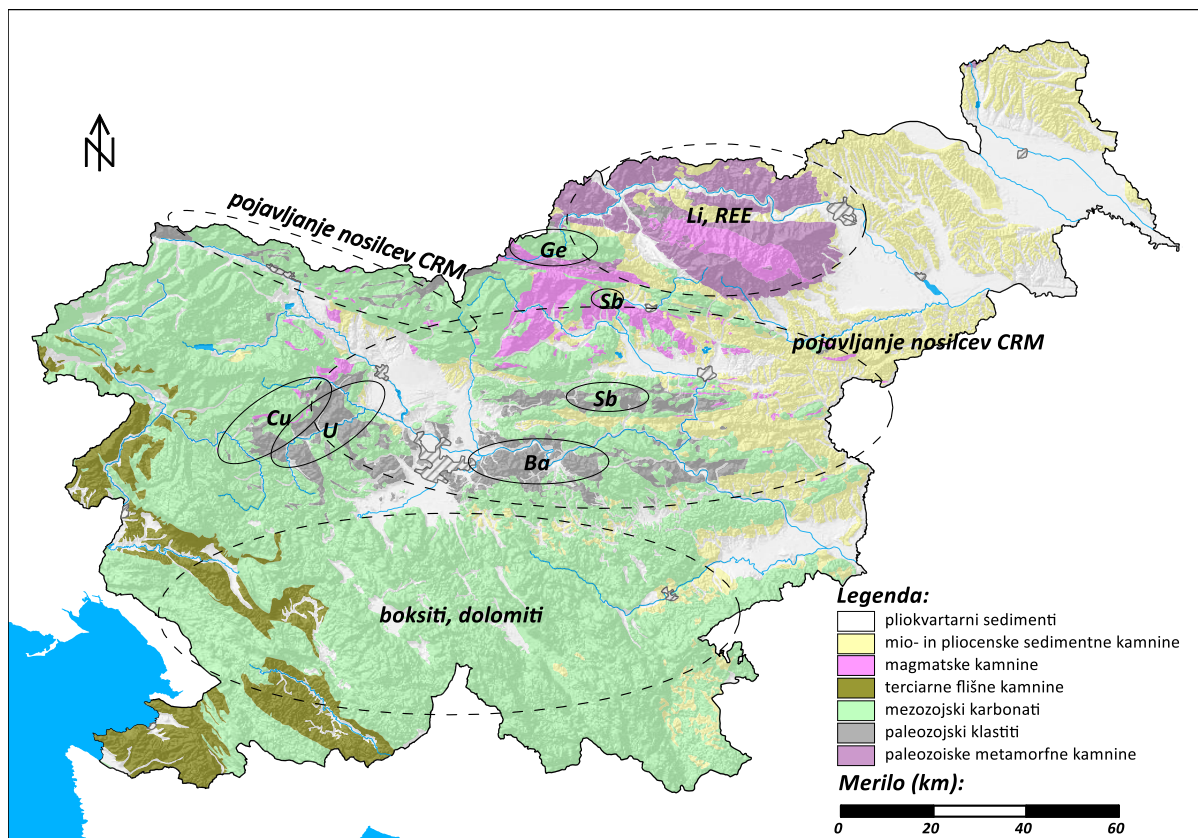 N
pojavljanje nosilcev CRM
Li, REE
Ge
Sb
pojavljanje nosilcev CRM
Sb
Cu
U
Ba
boksiti, dolomiti
Legenda:
pliokvartarni sedimenti
mio- in pliocenske sedimentne kamnine
magmatske kamnine
terciarne flišne kamnine
mezozojski karbonati
paleozojski klastiti
paleozoiske metamorfne kamnine
Merilo (km):
0 20 40 60